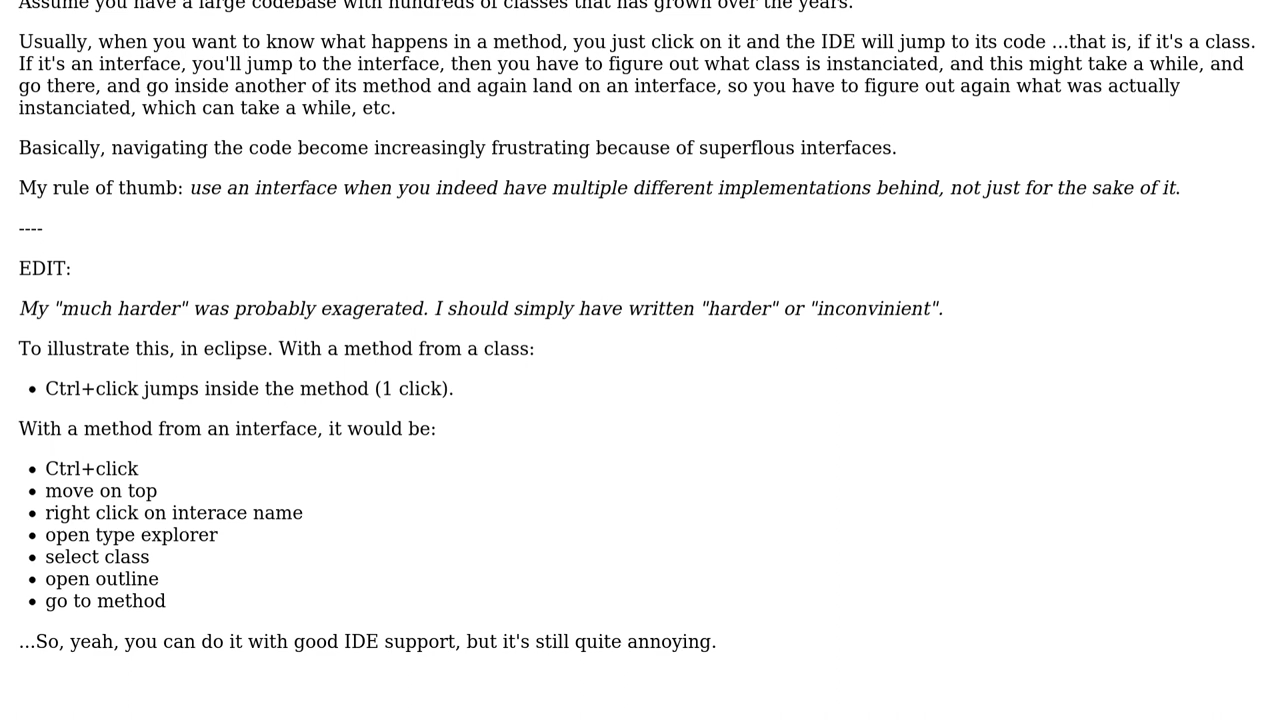 Assume you have a large codebase with hundreds of classes that has grown over the years.
Usually, when you want to know what happens in a method, you just click on it and the IDE will jump to its code ...that is, if it's a class.
If it's an interface, you'll jump to the interface, then you have to figure out what class is instanciated, and this might take a while, and
go there, and go inside another of its method and again land on an interface, so you have to figure out again what was actually
instanciated, which can take a while, etc.
Basically, navigating the code become increasingly frustrating because of superflous interfaces.
My rule of thumb: use an interface when you indeed have multiple different implementations behind, not just for the sake of it.
----
EDIT:
My "much harder" was probably exagerated. I should simply have written "harder" or "inconvinient".
To illustrate this, in eclipse. With a method from a class:
• Ctrl+click jumps inside the method (1 click).
With a method from an interface, it would be:
• Ctrl+click
• move on top
• right click on interace name
• open type explorer
• select class
• open outline
• go to method
...So, yeah, you can do it with good IDE support, but it's still quite annoying.